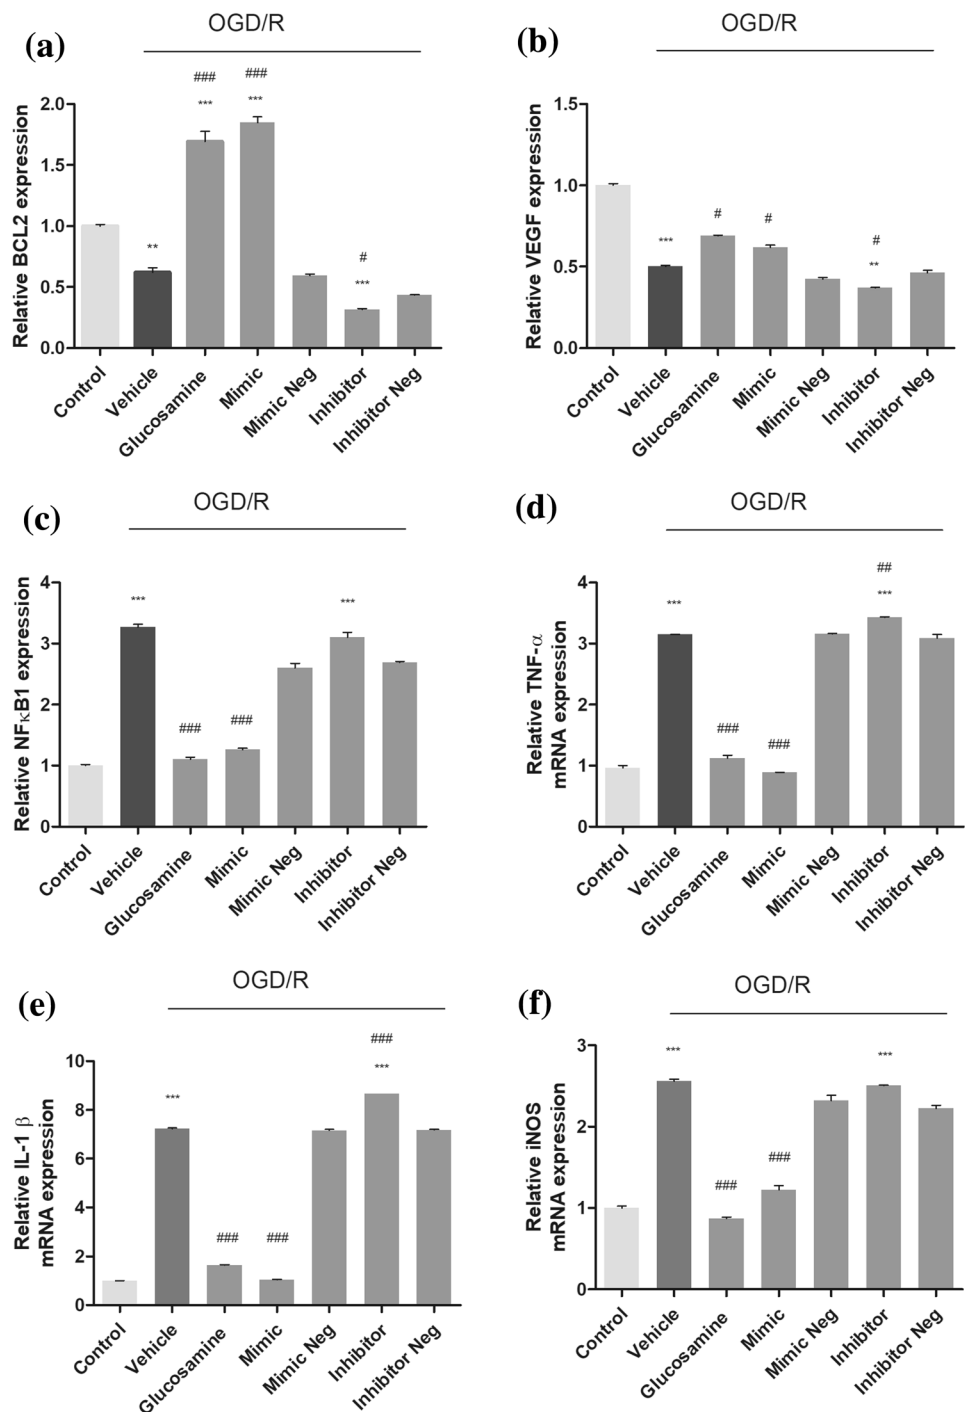 (a)
OGD/R
### ###
*** ***
**
#
***
Relative BCL2 expression
2.0
1.5
1.0
0.5
0.0
Control
Vehicle
Glucosamine
Mimic
Mimic Neg
Inhibitor
Inhibitor Neg
(b)
OGD/R
***
# #
#
**
Relative VEGF expression
1.5
1.0
0.5
0.0
Control
Vehicle
Glucosamine
Mimic
Mimic Neg
Inhibitor
Inhibitor Neg
(c)
OGD/R
*** ***
### ###
Relative NFκB1 expression
4
3
2
1
0
Control
Vehicle
Glucosamine
Mimic
Mimic Neg
Inhibitor
Inhibitor Neg
(d)
OGD/R
##
*** ***
### ###
Relative TNF-α
mRNA expression
4
3
2
1
0
Control
Vehicle
Glucosamine
Mimic
Mimic Neg
Inhibitor
Inhibitor Neg
(e)
OGD/R
###
***
***
### ###
Relative IL-1 β
mRNA expression
10
8
6
4
2
0
Control
Vehicle
Glucosamine
Mimic
Mimic Neg
Inhibitor
Inhibitor Neg
(f)
OGD/R
*** ***
### ###
Relative iNOS
mRNA expression
3
2
1
0
Control
Vehicle
Glucosamine
Mimic
Mimic Neg
Inhibitor
Inhibitor Neg